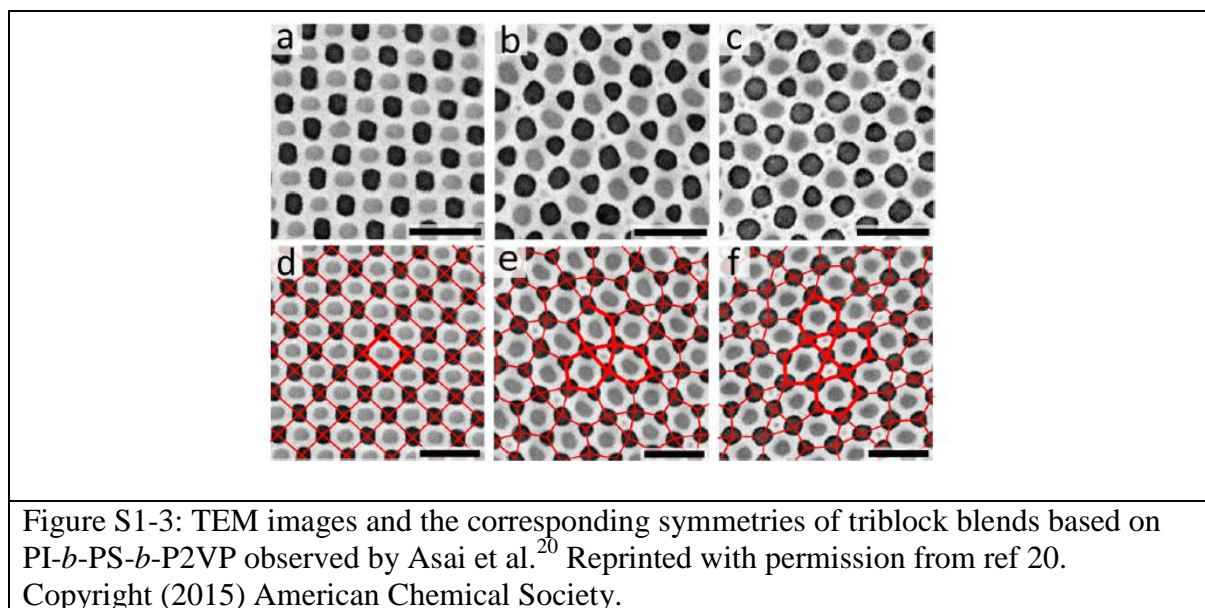 a b c
d e f
Figure S1-3: TEM images and the corresponding symmetries of triblock blends based on
PI-b-PS-b-P2VP observed by Asai et al.20 Reprinted with permission from ref 20.
Copyright (2015) American Chemical Society.